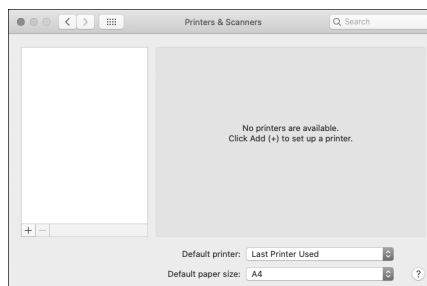 Printers & Scanners
Search
No printers are available.
Click Add (+) to set up a printer.
+ −
Default printer: Last Printer Used
Default paper size: A4
?